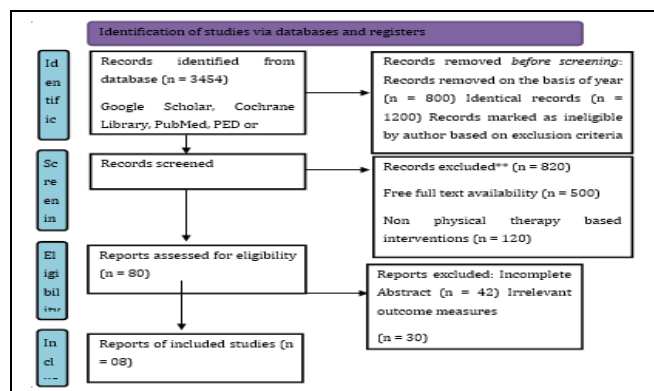 Identification of studies via databases and registers
Id
en
tif
ic
Records identified from
database (n = 3454)
Google Scholar, Cochrane
Library, PubMed, PED or
Records removed before screening:
Records removed on the basis of year
(n = 800) Identical records (n =
1200) Records marked as ineligible
by author based on exclusion criteria
Sc
re
en
in
Records screened
Records excluded** (n = 820)
Free full text availability (n = 500)
Non physical therapy based
interventions (n = 120)
El
igi
bil
Reports assessed for eligibility
(n = 80)
Reports excluded: Incomplete
Abstract (n = 42) Irrelevant
outcome measures
(n = 30)
In
cl
Reports of included studies (n
= 08)